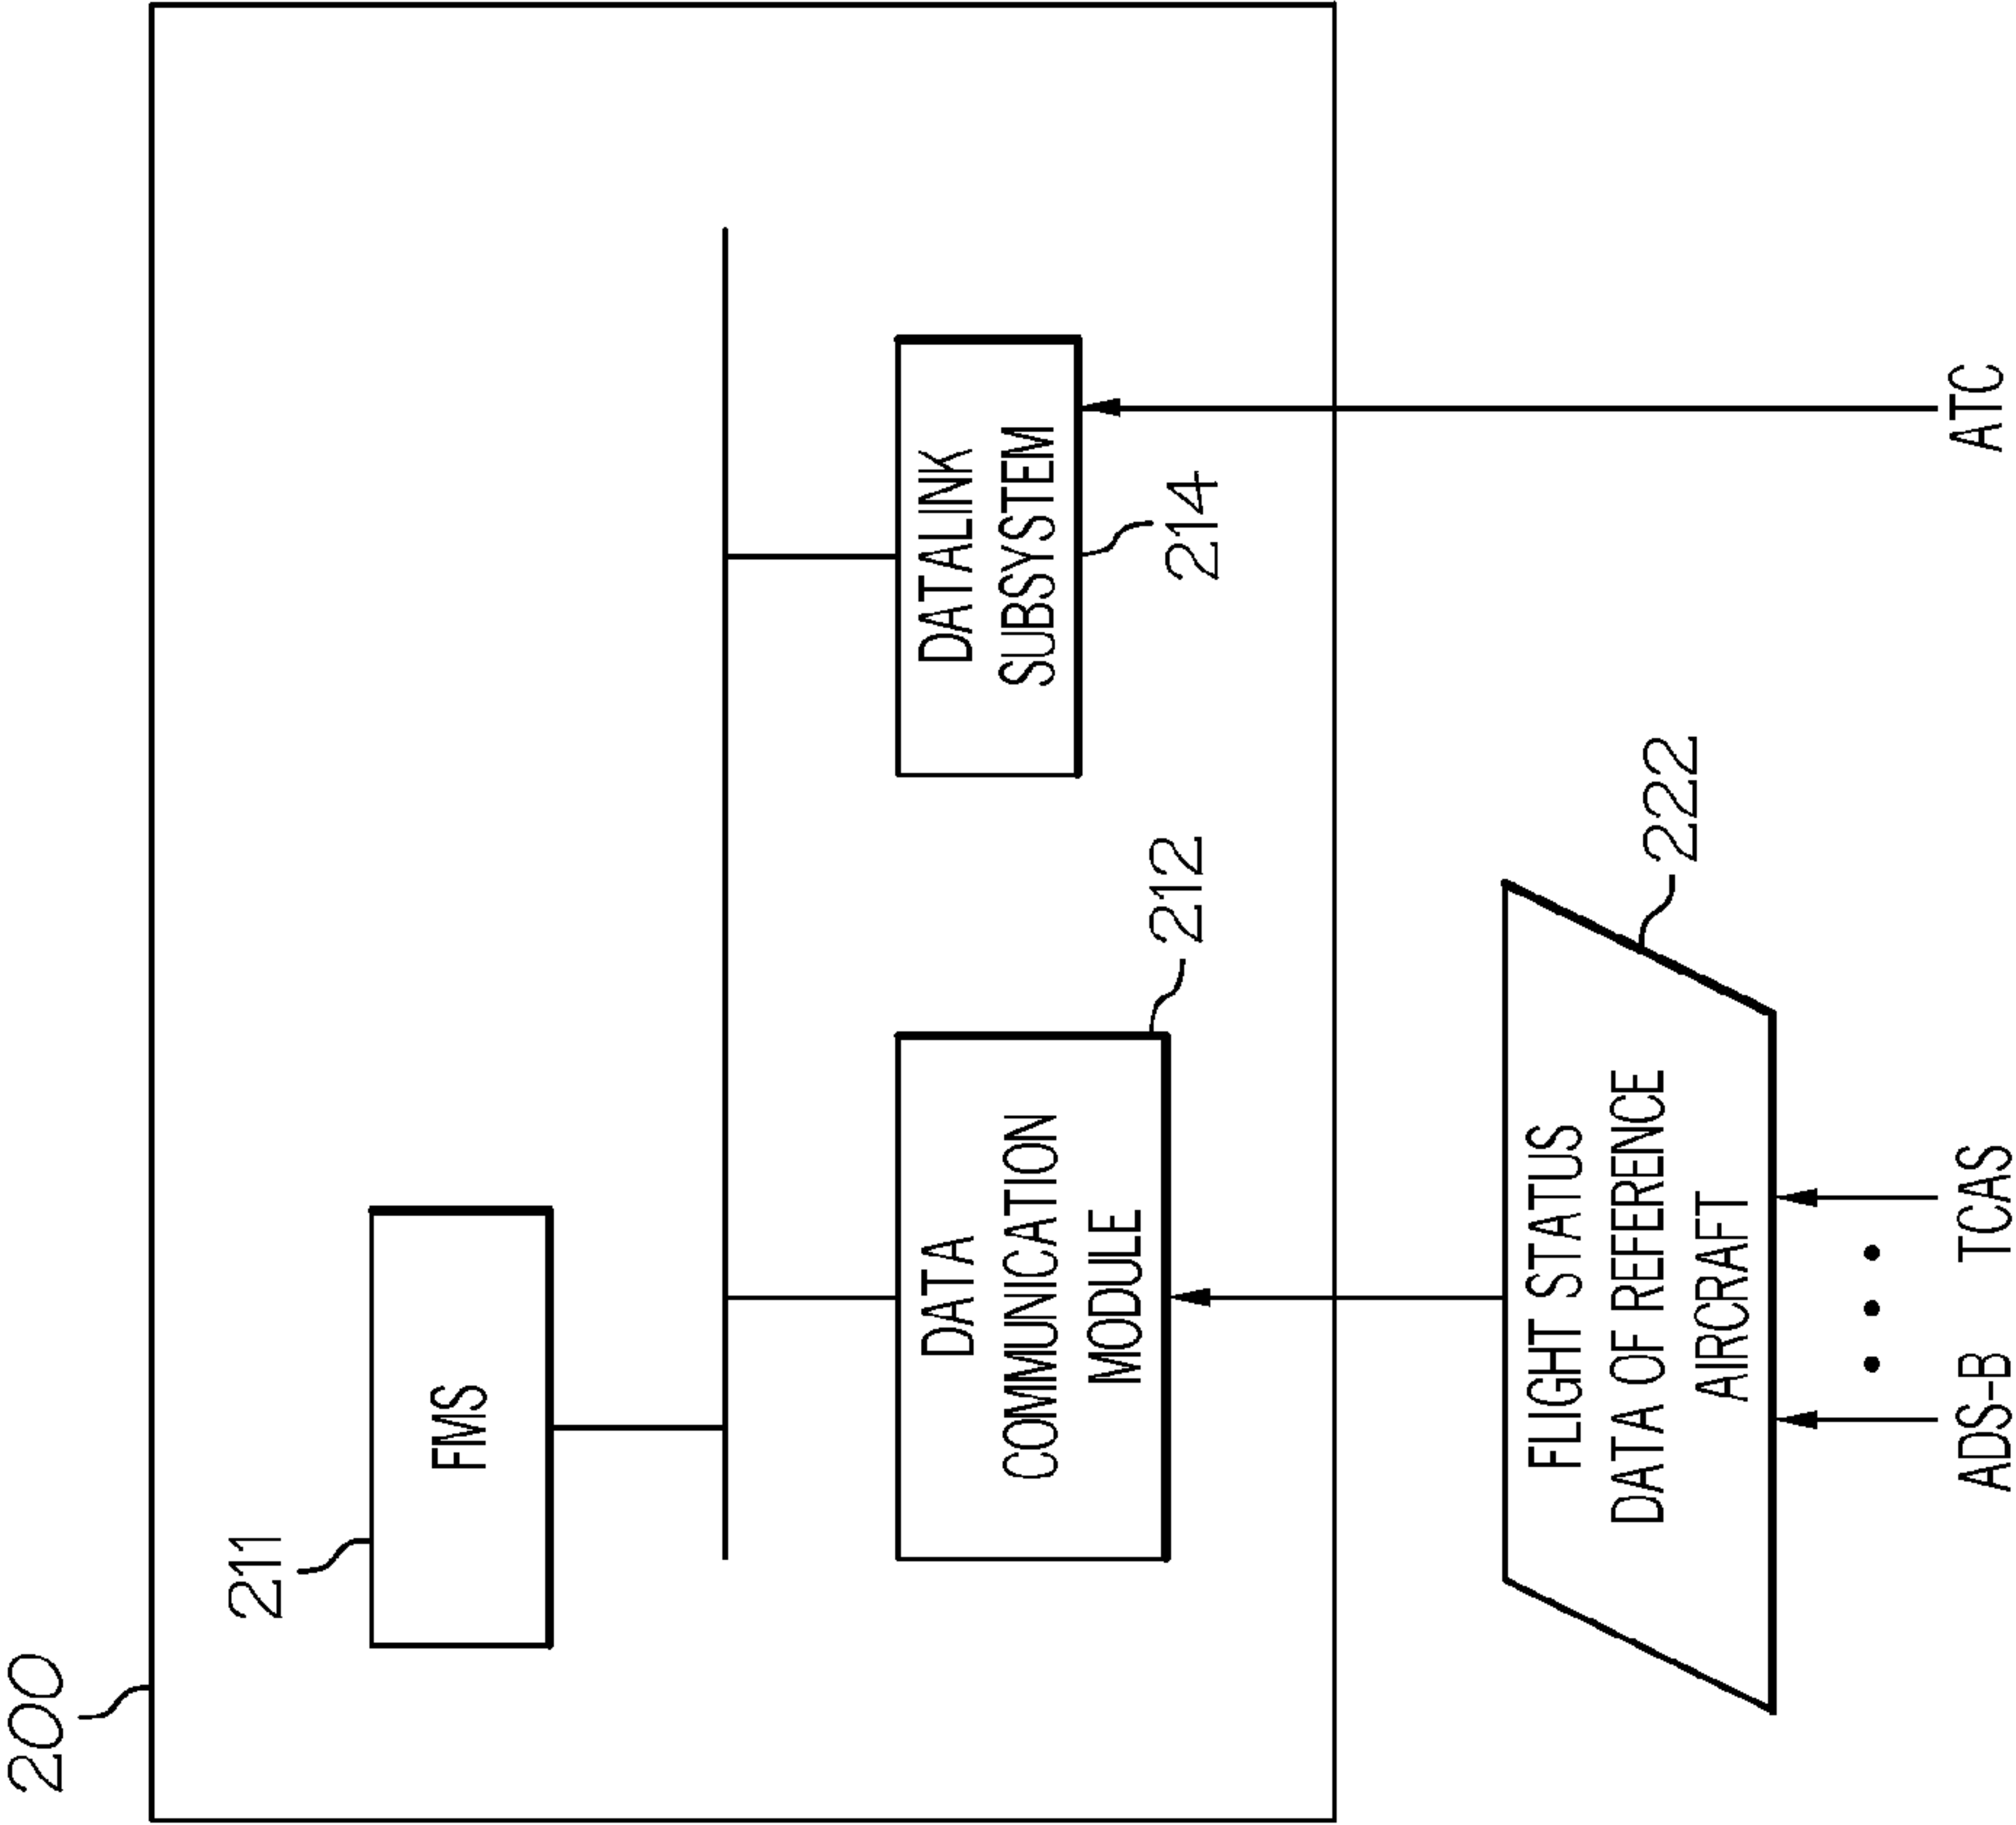 200
211
FMS
DATA
COMMUNICATION
MODULE
212
DATALINK
SUBSYSTEM
214
FLIGHT STATUS
DATA OF REFERENCE
AIRCRAFT
222
ADS-B
TCAS
ATC